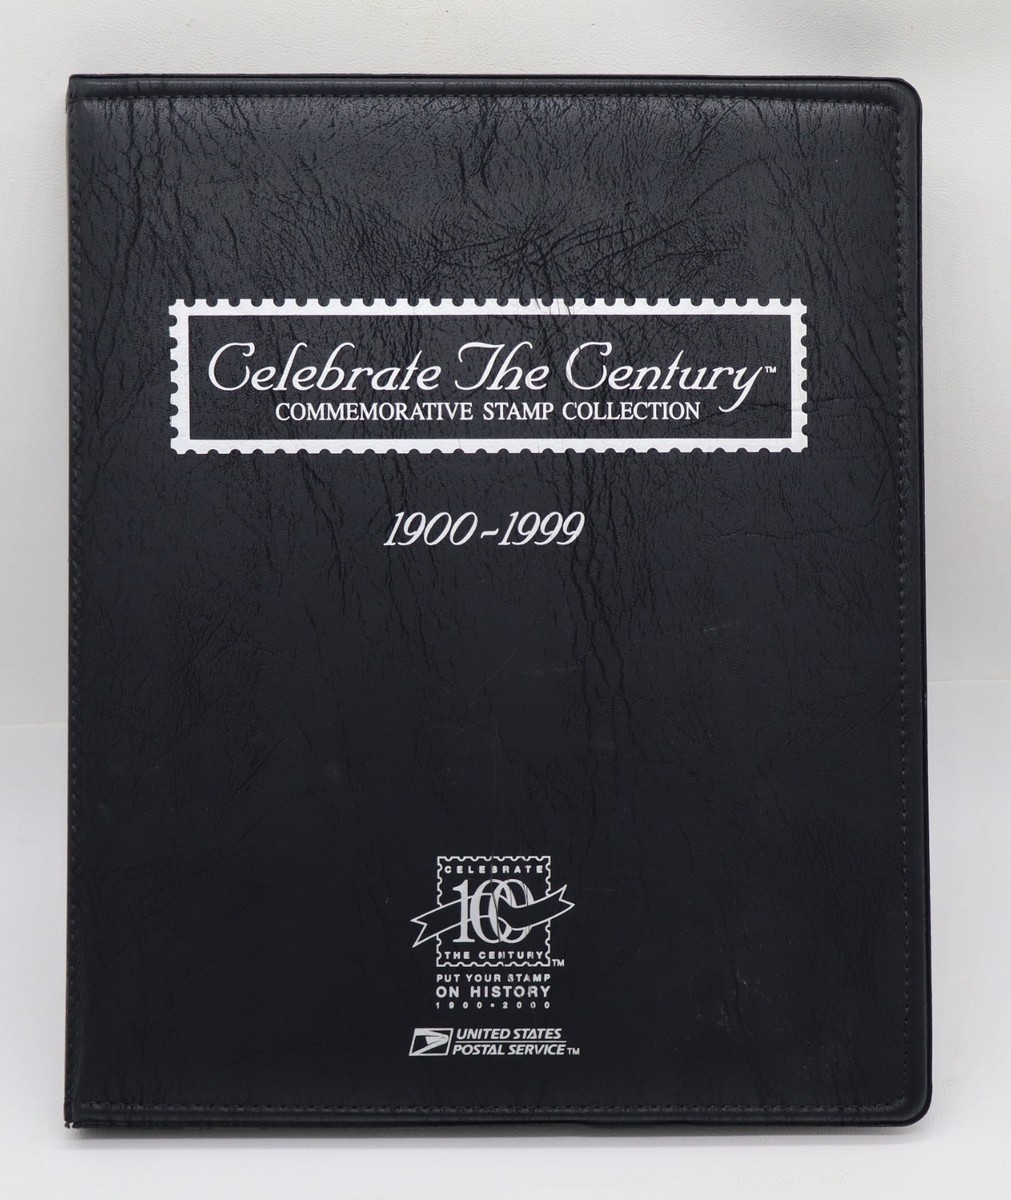 Celebrate The Century™
COMMEMORATIVE STAMP COLLECTION
1900-1999
CELEBRATE
100
THE CENTURY™
PUT YOUR STAMP
ON HISTORY
1900•2000
UNITED STATES
POSTAL SERVICE™